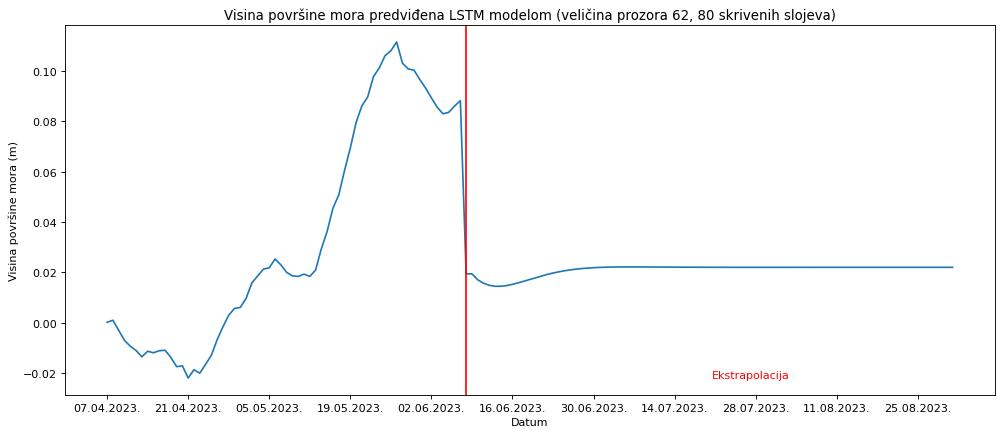 Visina površine mora predviđena LSTM modelom (veličina prozora 62, 80 skrivenih slojeva)
Visina površine mora (m)
0.10
0.08
0.06
0.04
0.02
0.00
−0.02
Ekstrapolacija
07.04.2023. 21.04.2023. 05.05.2023. 19.05.2023. 02.06.2023. 16.06.2023. 30.06.2023. 14.07.2023. 28.07.2023. 11.08.2023. 25.08.2023.
Datum